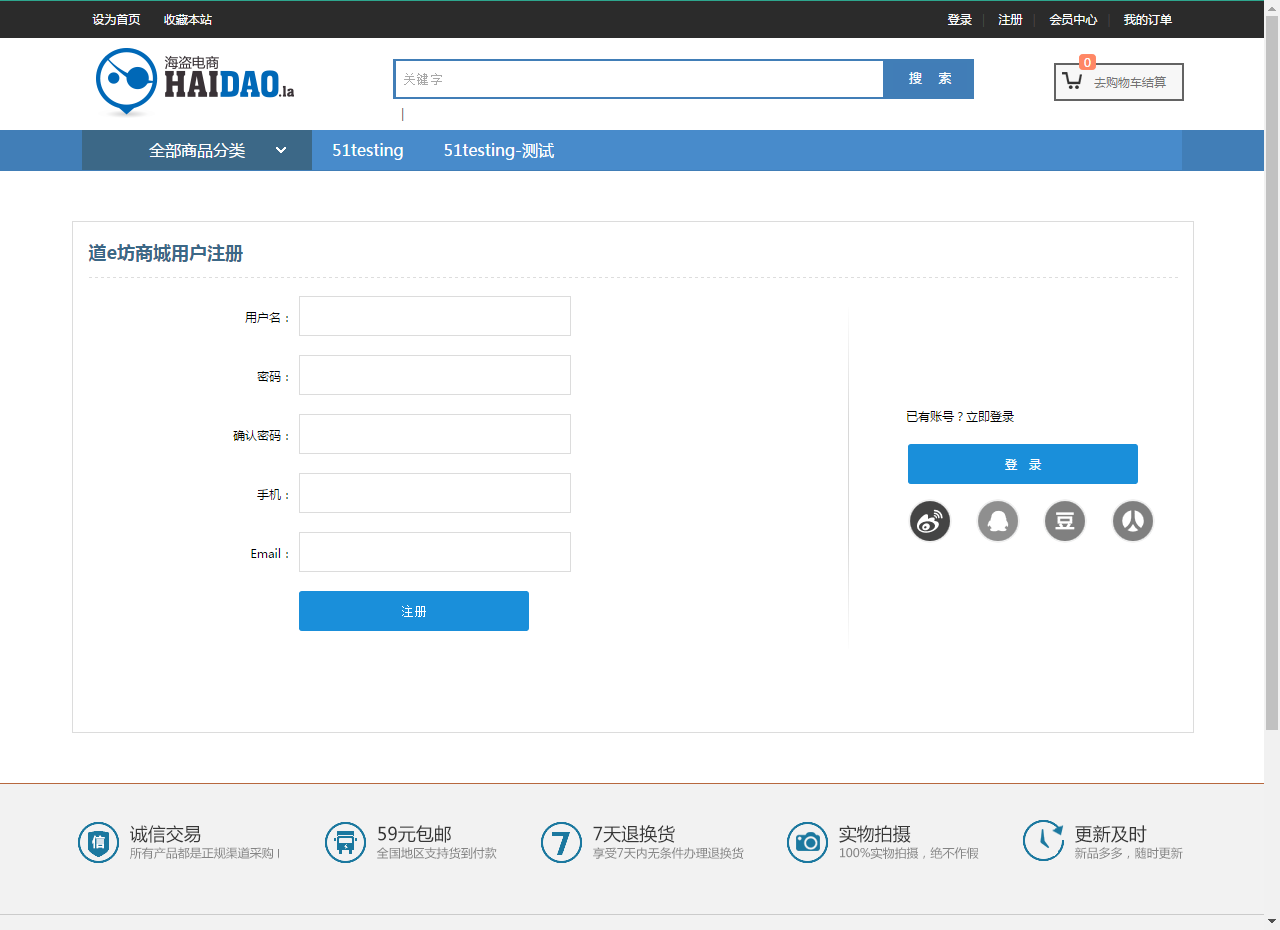 设为首页 收藏本站 登录 注册 会员中心 我的订单
海盗电商
HAIDAO.la
关键字 搜 索
0
去购物车结算
|
全部商品分类 51testing 51testing-测试
道e坊商城用户注册
用户名：
密码：
确认密码：
手机：
Email：
注册
已有账号？立即登录
登 录
豆
信 诚信交易
所有产品都是正规渠道采购！
59元包邮
全国地区支持货到付款
7 7天退换货
享受7天内无条件办理退换货
实物拍摄
100%实物拍摄，绝不作假
更新及时
新品多多，随时更新